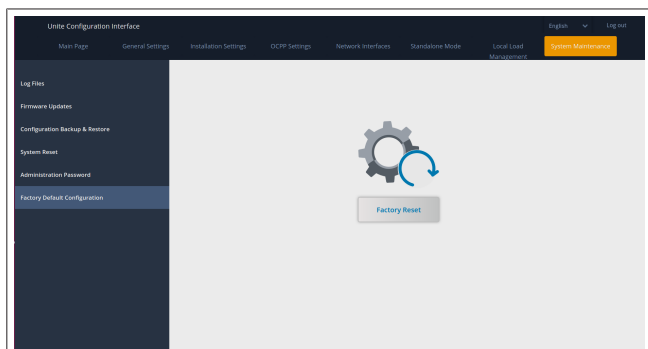 Unite Configuration Interface
English
Log out
Main Page
General Settings
Installation Settings
OCPP Settings
Network Interfaces
Standalone Mode
Local Load
Management
System Maintenance
Log Files
Firmware Updates
Configuration Backup & Restore
System Reset
Administration Password
Factory Default Configuration
Factory Reset